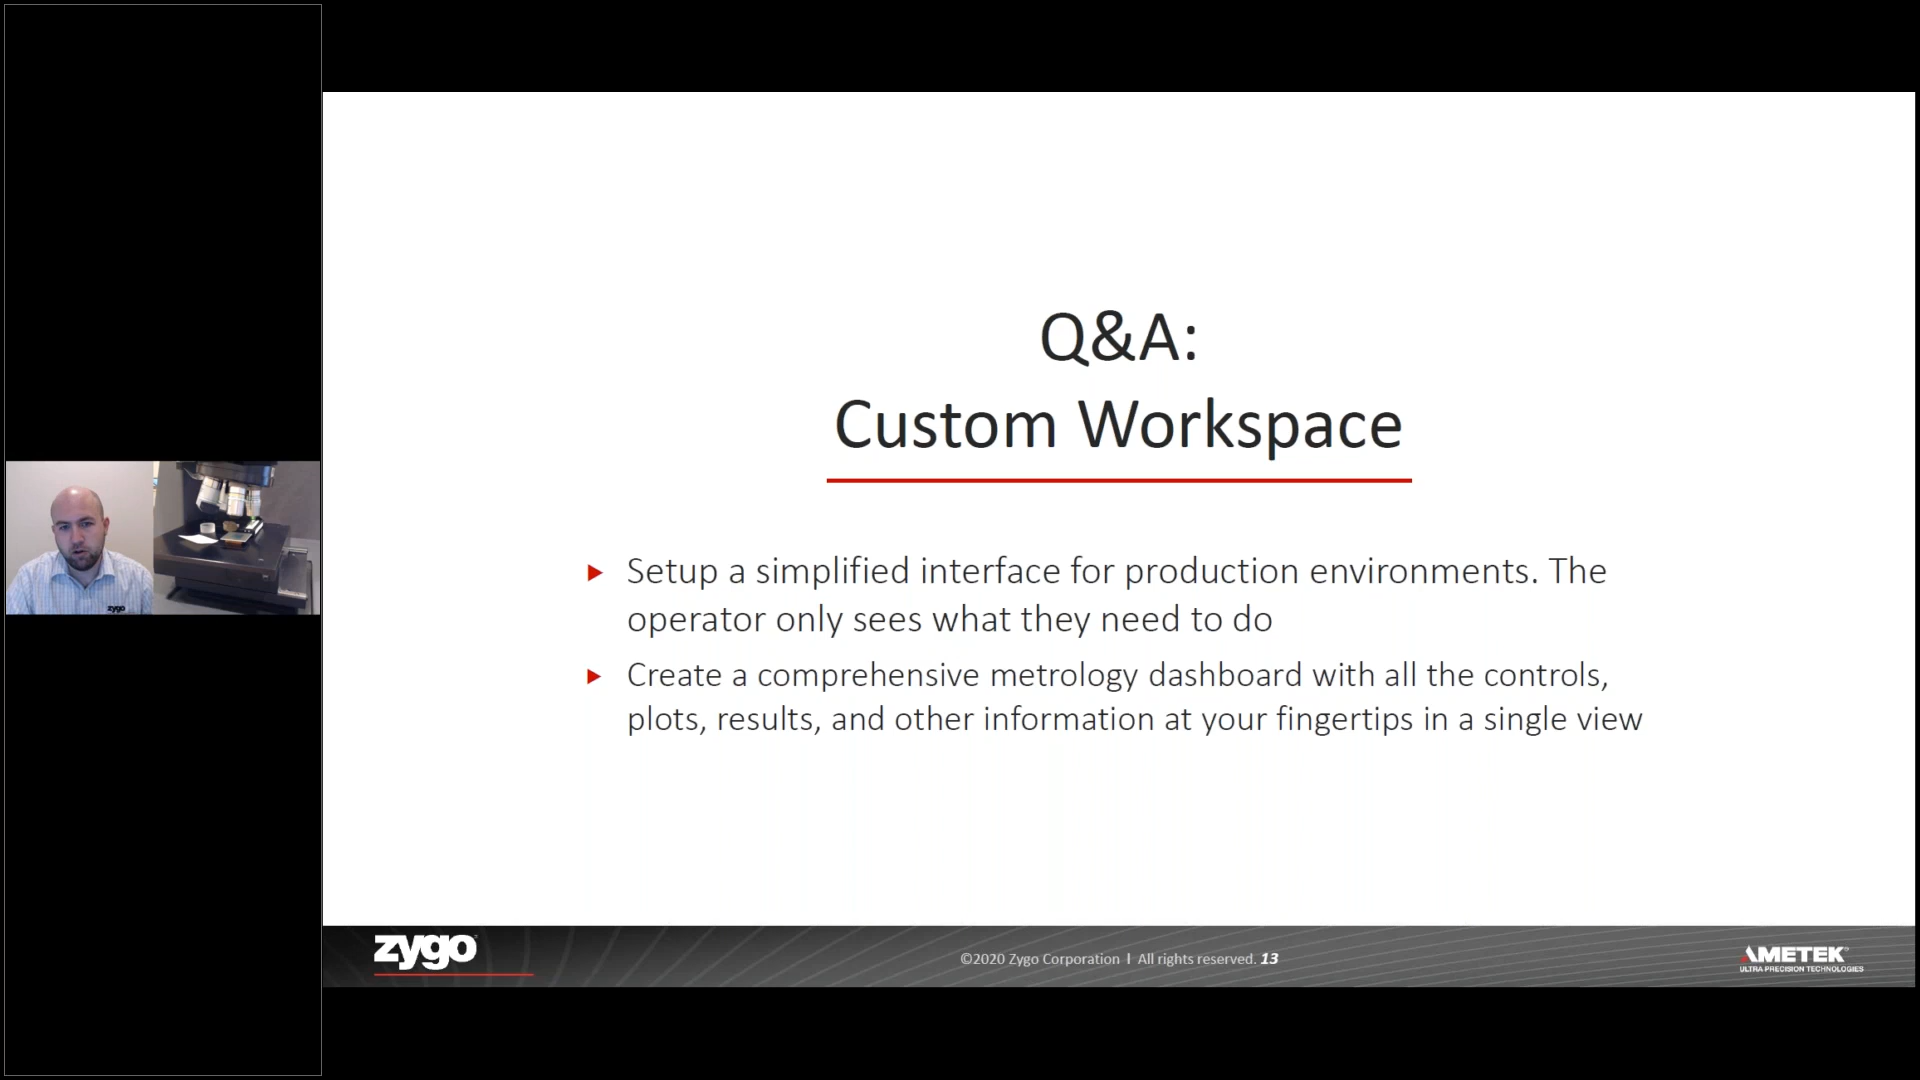 Q&A:
Custom Workspace
Setup a simplified interface for production environments. The
operator only sees what they need to do
Create a comprehensive metrology dashboard with all the controls,
plots, results, and other information at your fingertips in a single view
zygo
zygo
©2020 Zygo Corporation | All rights reserved. 13
AMETEK®
ULTRA PRECISION TECHNOLOGIES